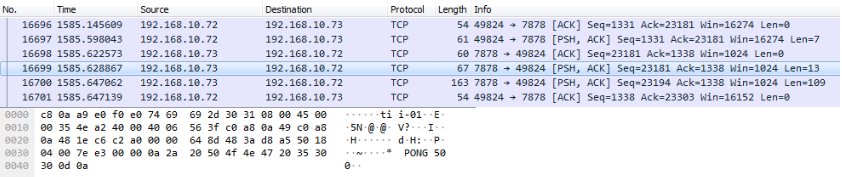 No. Time Source Destination Protocol Length Info
16696 1585.145609 192.168.10.72 192.168.10.73 TCP 54 49824 → 7878 [ACK] Seq=1331 Ack=23181 Win=16274 Len=0
16697 1585.598043 192.168.10.72 192.168.10.73 TCP 61 49824 → 7878 [PSH, ACK] Seq=1331 Ack=23181 Win=16274 Len=7
16698 1585.622573 192.168.10.73 192.168.10.72 TCP 60 7878 → 49824 [ACK] Seq=23181 Ack=1338 Win=1024 Len=0
16699 1585.628867 192.168.10.73 192.168.10.72 TCP 67 7878 → 49824 [PSH, ACK] Seq=23181 Ack=1338 Win=1024 Len=13
16700 1585.647062 192.168.10.73 192.168.10.72 TCP 163 7878 → 49824 [PSH, ACK] Seq=23194 Ack=1338 Win=1024 Len=109
16701 1585.647139 192.168.10.72 192.168.10.73 TCP 54 49824 → 7878 [ACK] Seq=1338 Ack=23303 Win=16152 Len=0
0000 c8 0a a9 e0 f0 e0 74 69 69 2d 30 31 08 00 45 00 ······ti i-01··E·
0010 00 35 4e a2 40 00 40 06 56 3f c0 a8 0a 49 c0 a8 ·5N·@·@· V?···I··
0020 0a 48 1e c6 c2 a0 00 00 64 8d 48 3a d8 a5 50 18 ·H······ d·H:··P·
0030 04 00 7e e3 00 00 0a 2a 20 50 4f 4e 47 20 35 30 ··~····* PONG 50
0040 30 0d 0a 0··